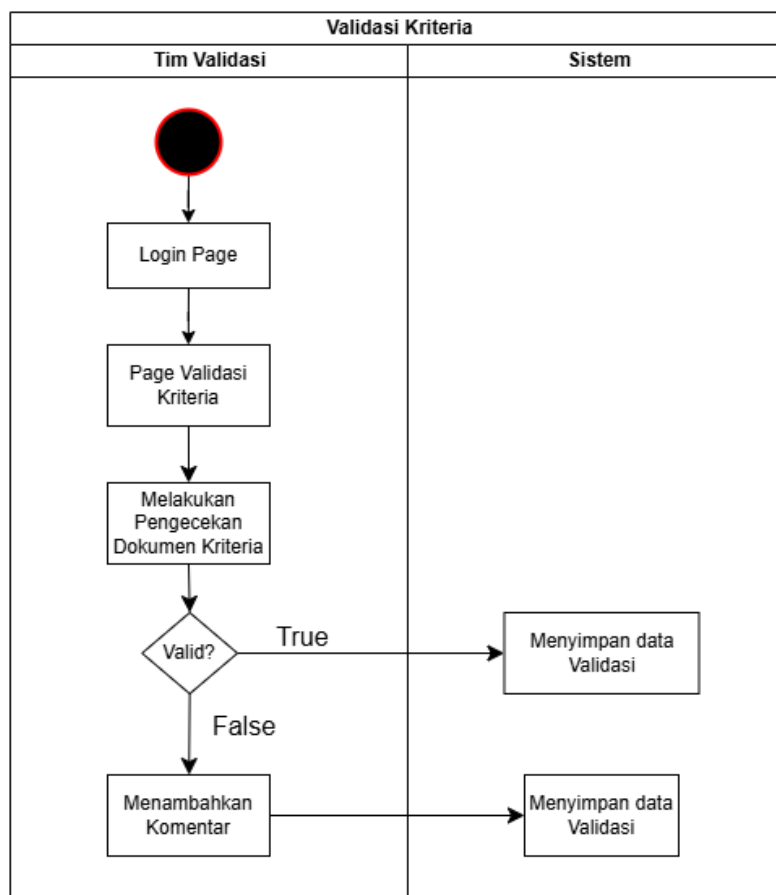 Validasi Kriteria
Tim Validasi
Sistem
Login Page
Page Validasi
Kriteria
Melakukan
Pengecekan
Dokumen Kriteria
Valid?
True
Menyimpan data
Validasi
False
Menambahkan
Komentar
Menyimpan data
Validasi